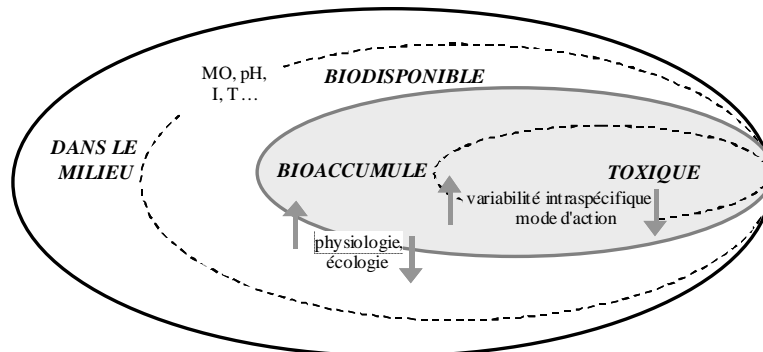 MO, pH,
I, T…
BIODISPONIBLE
DANS LE
MILIEU
BIOACCUMULE
TOXIQUE
variabilité intraspécifique
mode d'action
physiologie,
écologie